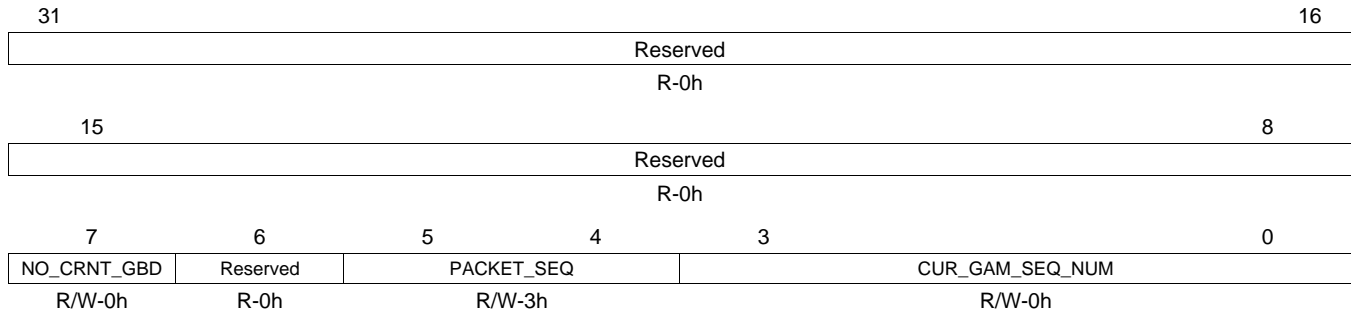 31 16
Reserved
R-0h
15 8
Reserved
R-0h
7 6 5 4 3 0
NO_CRNT_GBD Reserved PACKET_SEQ CUR_GAM_SEQ_NUM
R/W-0h R-0h R/W-3h R/W-0h